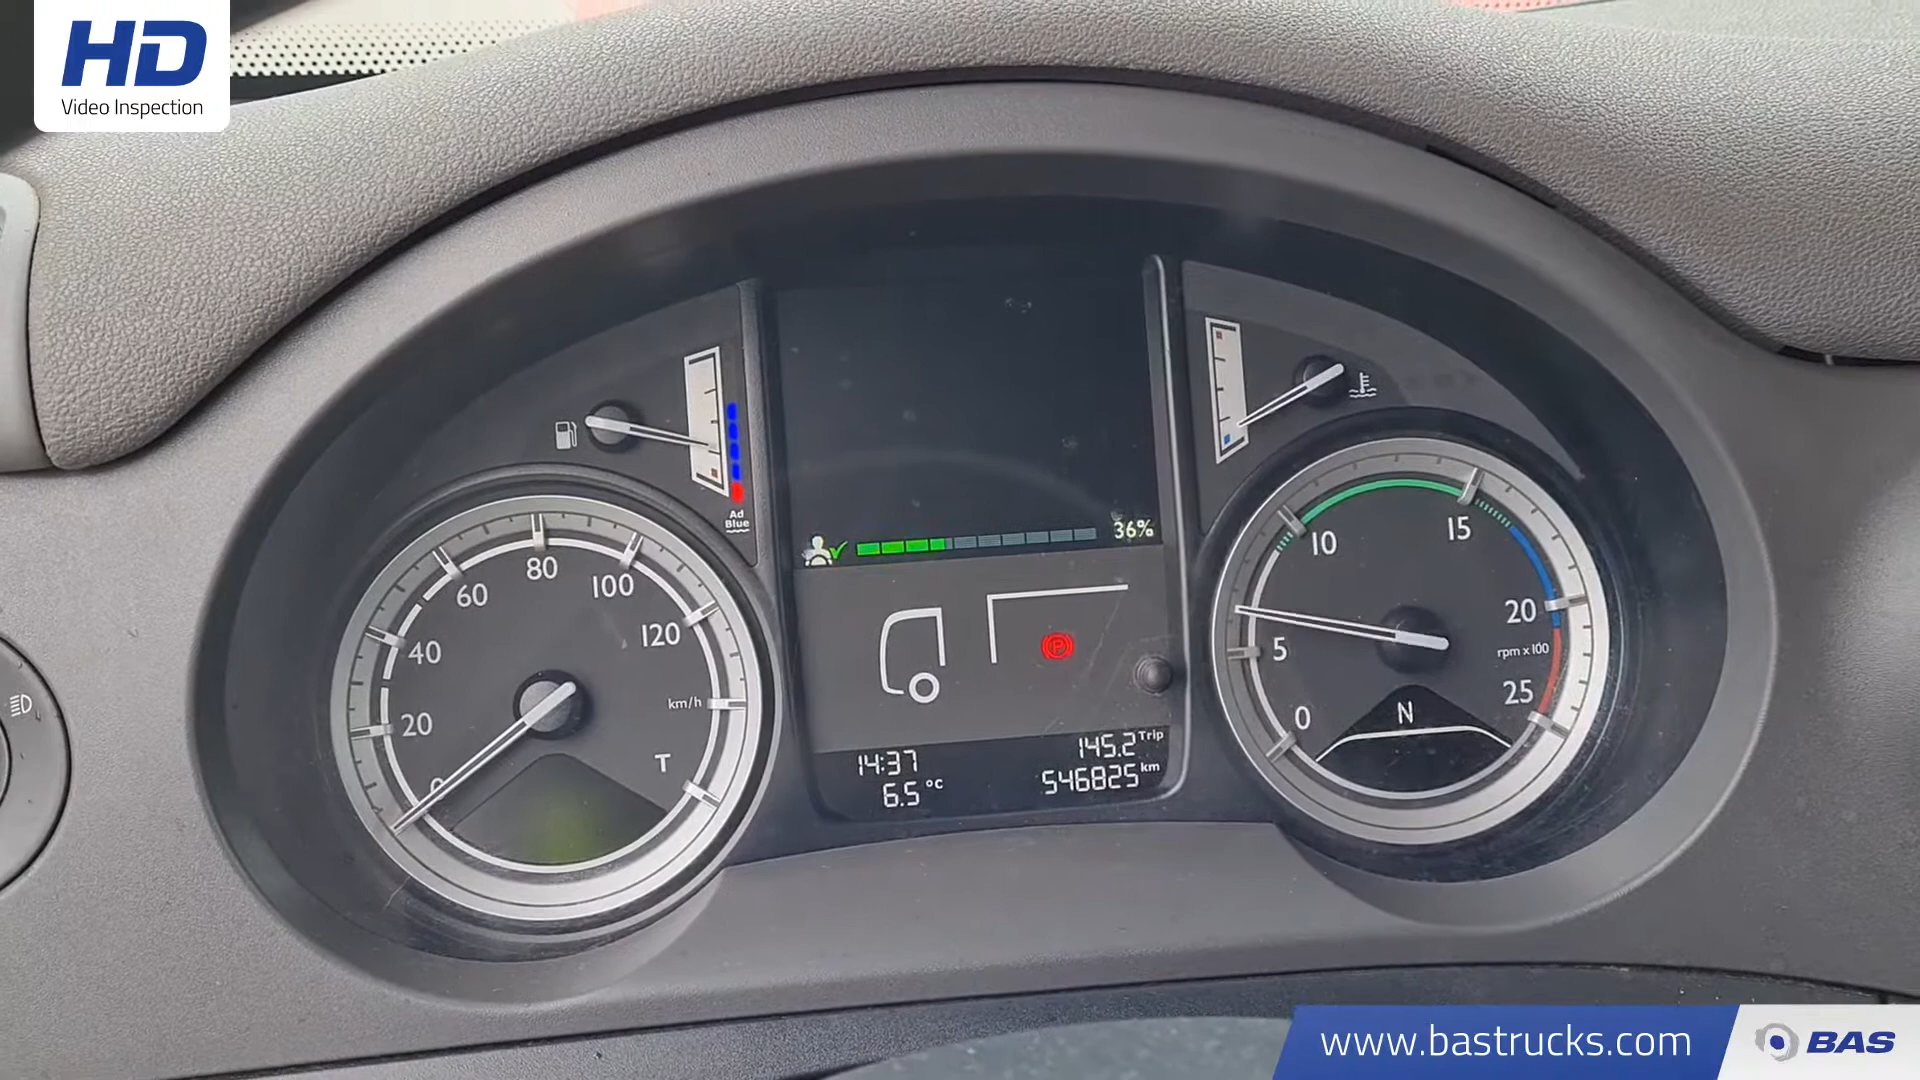 HD
Video Inspection
Ad
Blue
36%
60
80
100
40
120
20
km/h
0
T
P
14:37
145.2 Trip
6.5 °C
546825 km
10
15
5
20
rpm x 100
0
25
N
www.bastrucks.com
BAS